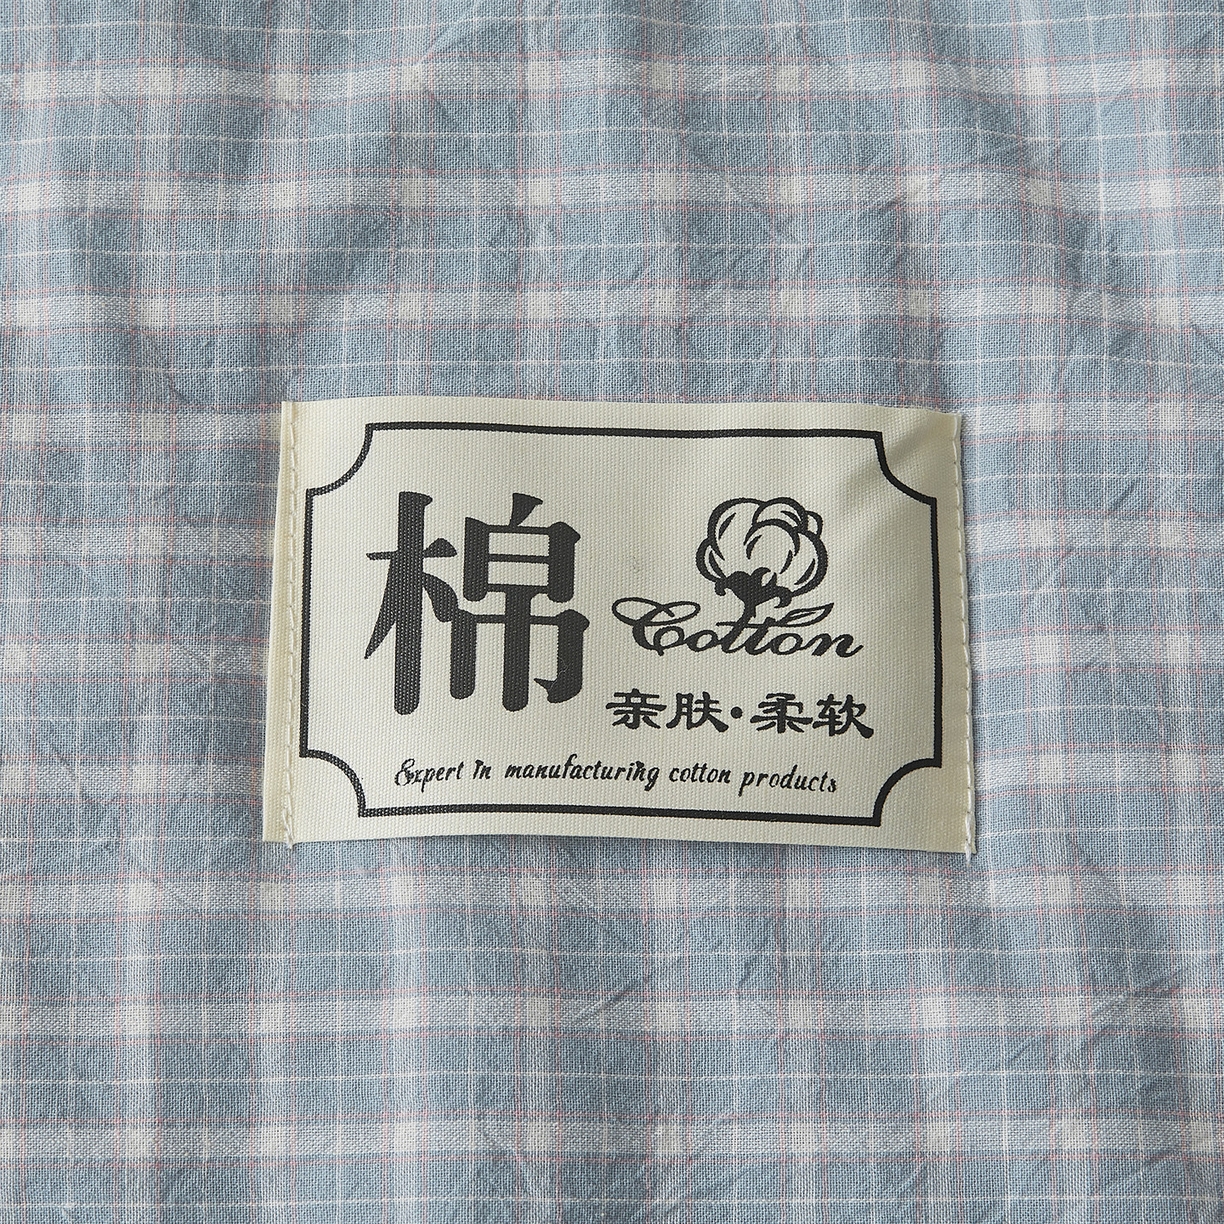 棉
Cotton
亲肤·柔软
Expert in manufacturing cotton products